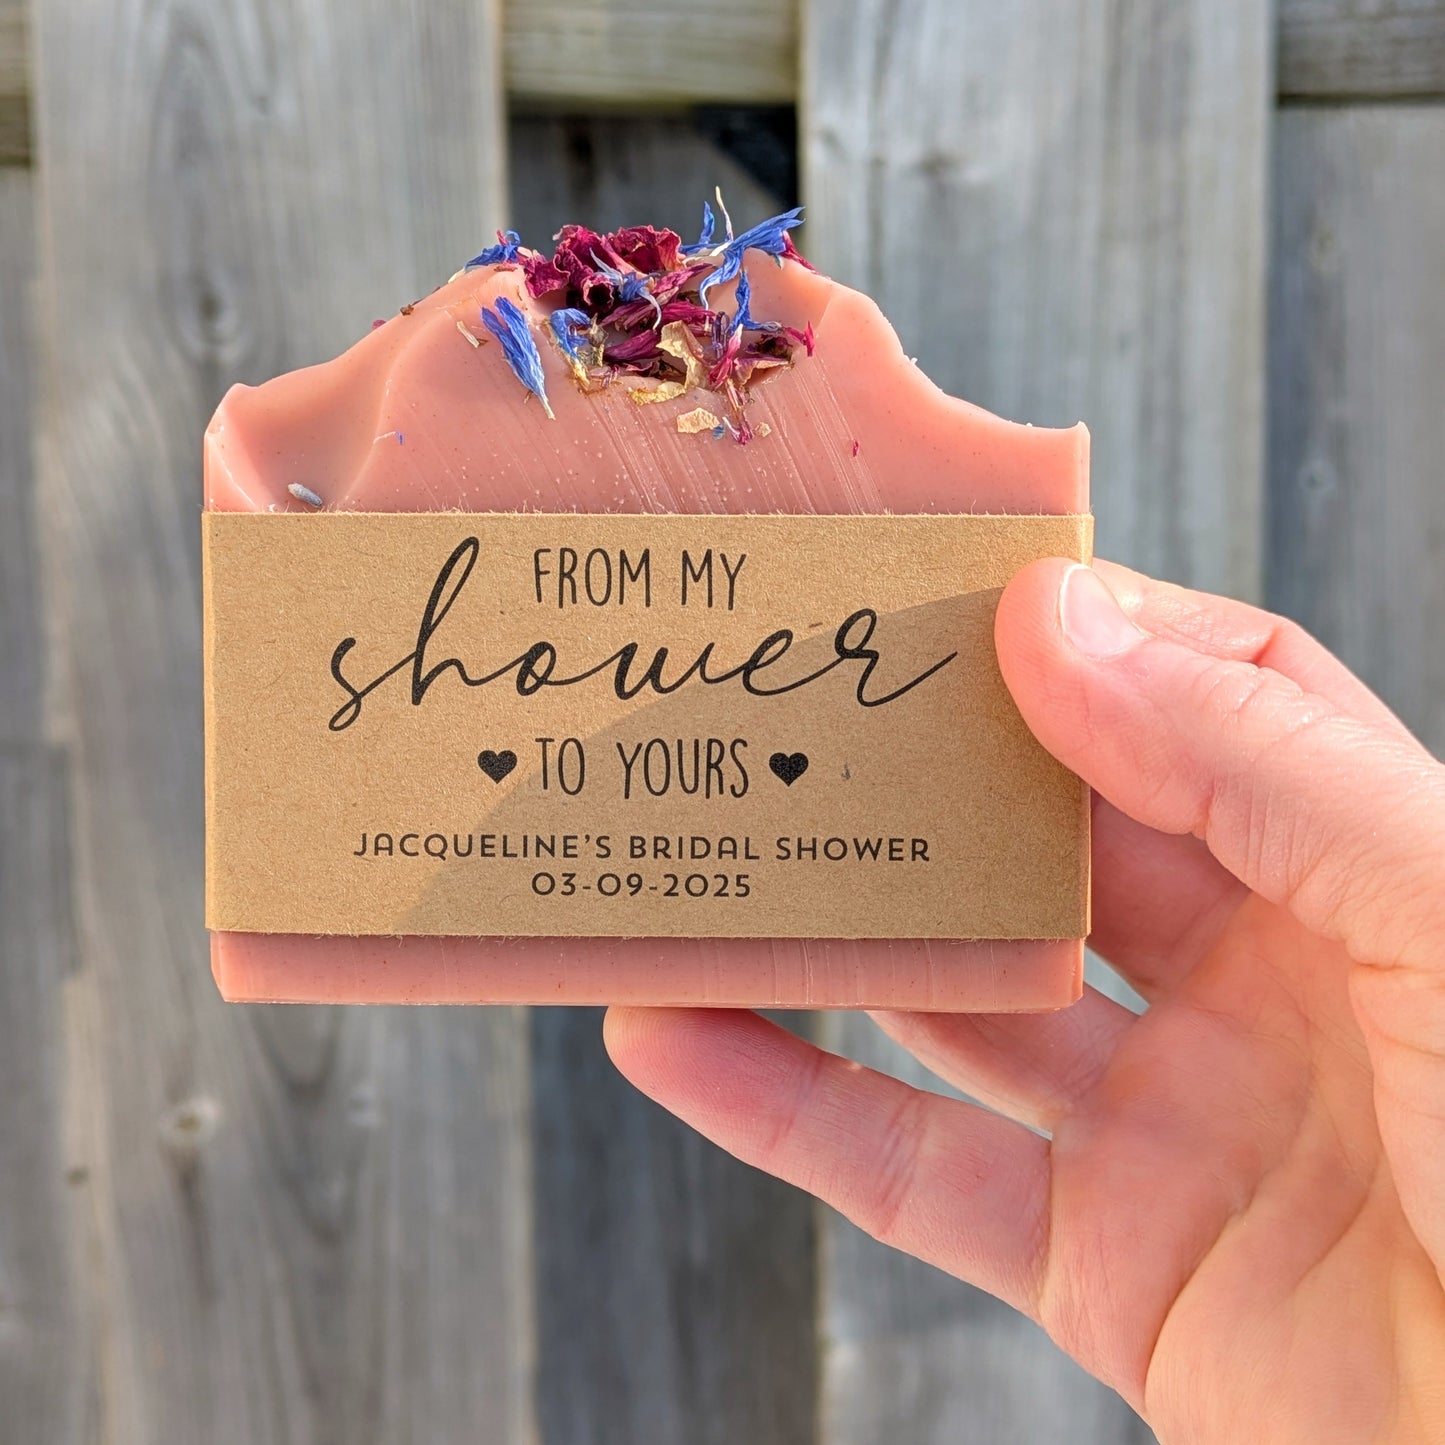 FROM MY
shower
♥ TO YOURS ♥
JACQUELINE'S BRIDAL SHOWER
03-09-2025